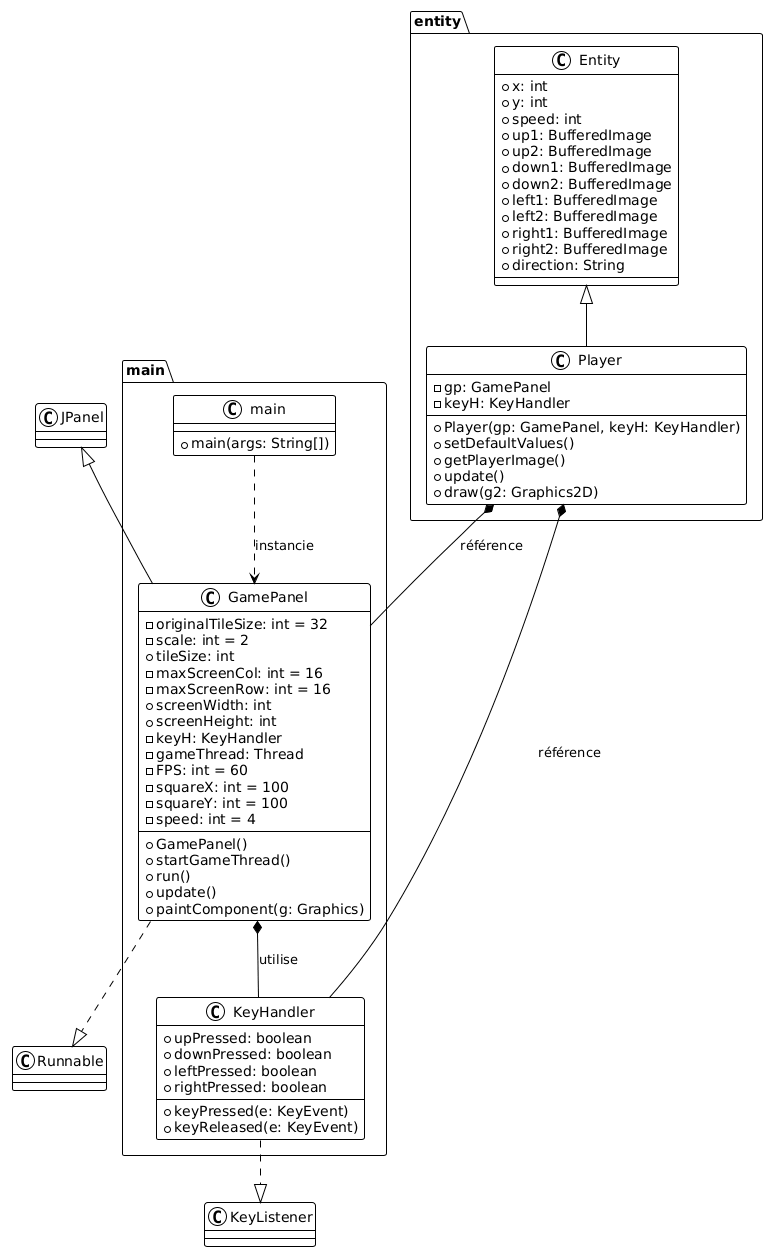 entity
C Entity
x: int
y: int
speed: int
up1: BufferedImage
up2: BufferedImage
down1: BufferedImage
down2: BufferedImage
left1: BufferedImage
left2: BufferedImage
right1: BufferedImage
right2: BufferedImage
direction: String
C Player
gp: GamePanel
keyH: KeyHandler
Player(gp: GamePanel, keyH: KeyHandler)
setDefaultValues()
getPlayerImage()
update()
draw(g2: Graphics2D)
main
C JPanel
C main
main(args: String[])
instancie
référence
C GamePanel
originalTileSize: int = 32
scale: int = 2
tileSize: int
maxScreenCol: int = 16
maxScreenRow: int = 16
screenWidth: int
screenHeight: int
keyH: KeyHandler
gameThread: Thread
FPS: int = 60
squareX: int = 100
squareY: int = 100
speed: int = 4
GamePanel()
startGameThread()
run()
update()
paintComponent(g: Graphics)
référence
utilise
C KeyHandler
upPressed: boolean
downPressed: boolean
leftPressed: boolean
rightPressed: boolean
keyPressed(e: KeyEvent)
keyReleased(e: KeyEvent)
C Runnable
C KeyListener